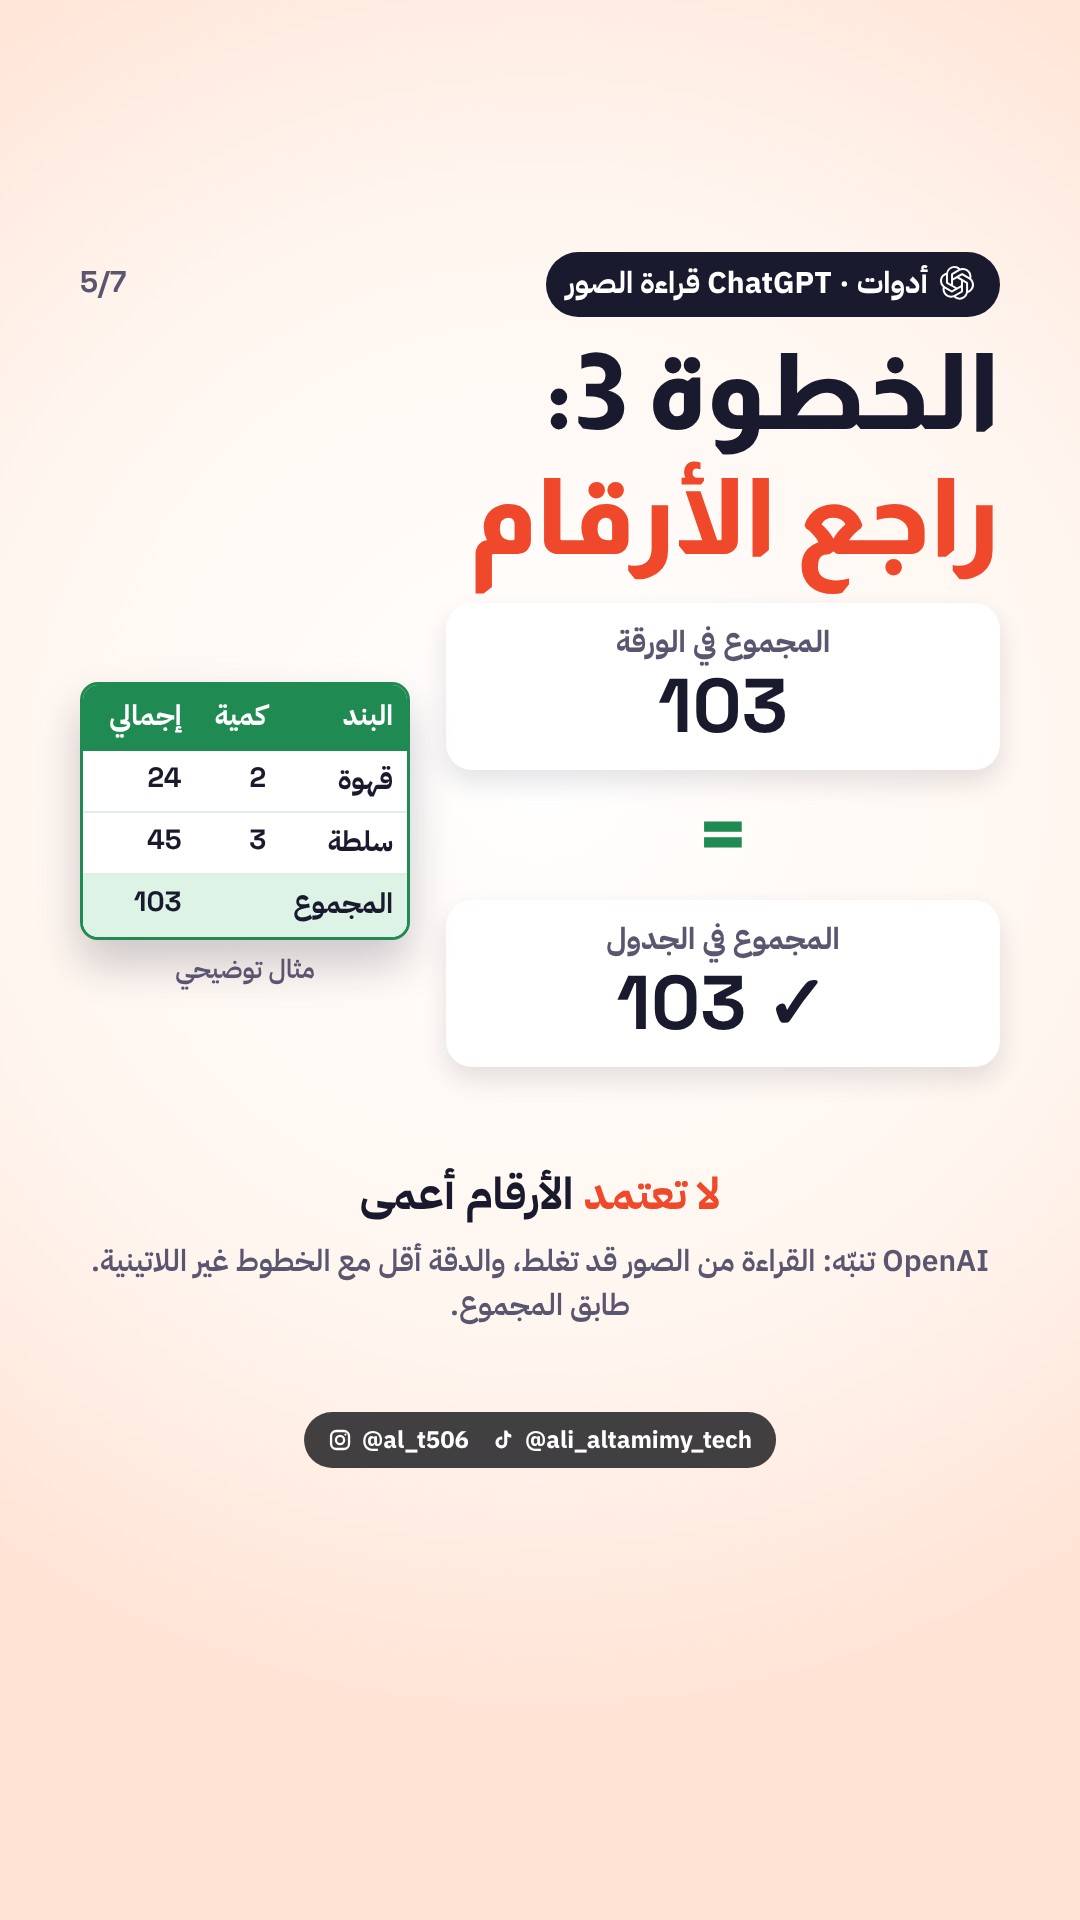 أدوات · ChatGPT قراءة الصور
5/7
الخطوة 3:
راجع الأرقام
المجموع في الورقة
103
=
المجموع في الجدول
103 ✓
البند كمية إجمالي
قهوة 2 24
سلطة 3 45
المجموع 103
مثال توضيحي
لا تعتمد الأرقام أعمى
OpenAI تنبّه: القراءة من الصور قد تغلط، والدقة أقل مع الخطوط غير اللاتينية.
طابق المجموع.
@al_t506 @ali_altamimy_tech